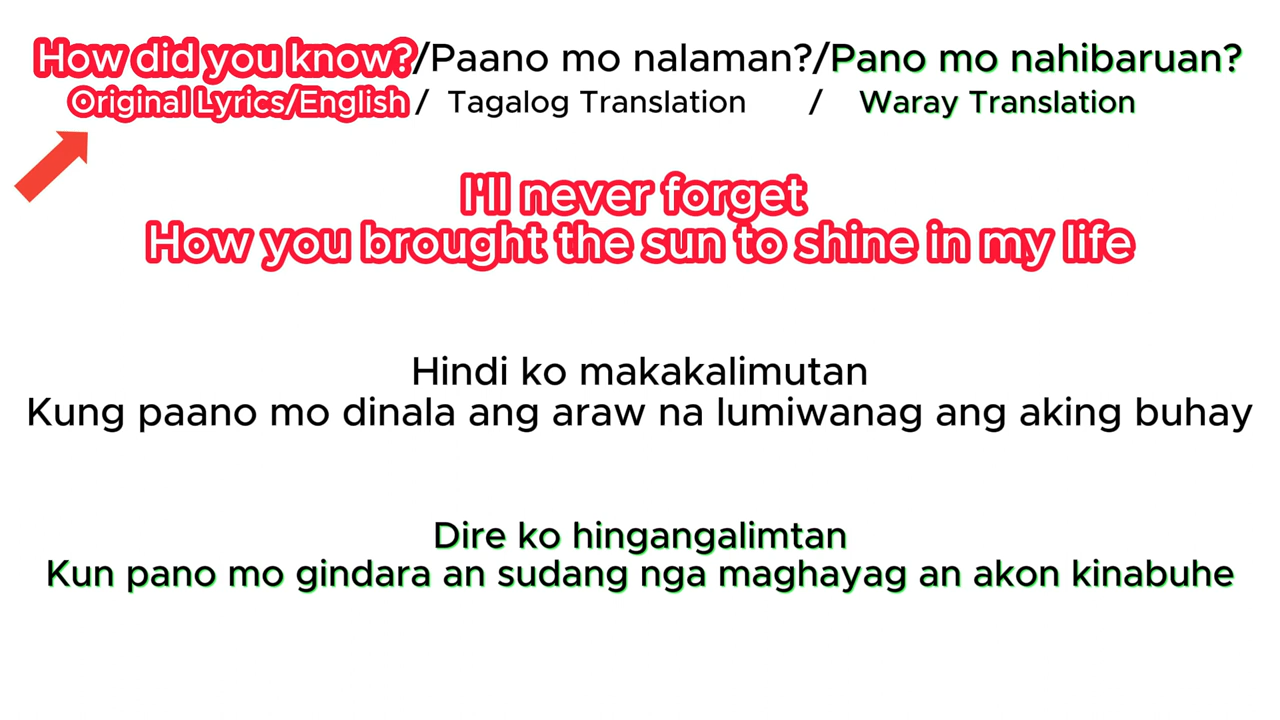 How did you know?/Paano mo nalaman?/Pano mo nahibaruan?
Original Lyrics/English / Tagalog Translation / Waray Translation
I'll never forget
How you brought the sun to shine in my life
Hindi ko makakalimutan
Kung paano mo dinala ang araw na lumiwanag ang aking buhay
Dire ko hingangalimtan
Kun pano mo gindara an sudang nga maghayag an akon kinabuhe